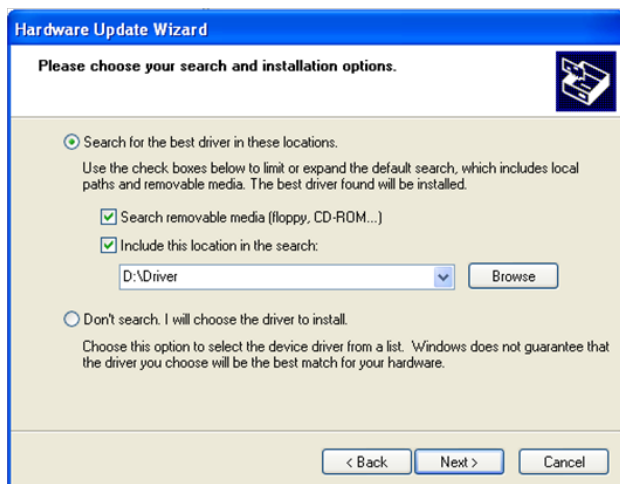 Hardware Update Wizard
Please choose your search and installation options.
Search for the best driver in these locations.
Use the check boxes below to limit or expand the default search, which includes local
paths and removable media. The best driver found will be installed.
Search removable media (floppy, CD-ROM...)
Include this location in the search:
D:\Driver
Browse
Don't search. I will choose the driver to install.
Choose this option to select the device driver from a list. Windows does not guarantee that
the driver you choose will be the best match for your hardware.
< Back
Next >
Cancel